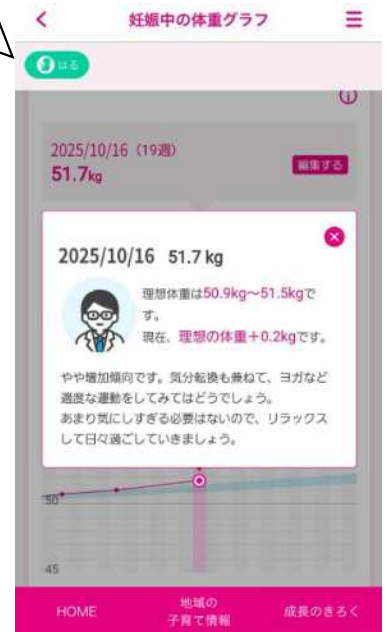 妊娠中の体重グラフ
はる
2025/10/16（19週）
51.7kg
編集する
2025/10/16 51.7 kg
理想体重は50.9kg～51.5kgで
す。
現在、理想の体重＋0.2kgです。
やや増加傾向です。気分転換も兼ねて、ヨガなど
適度な運動をしてみてはどうでしょう。
あまり気にしすぎる必要はないので、リラックス
して日々過ごしていきましょう。
50
45
HOME
地域の
子育て情報
成長のきろく